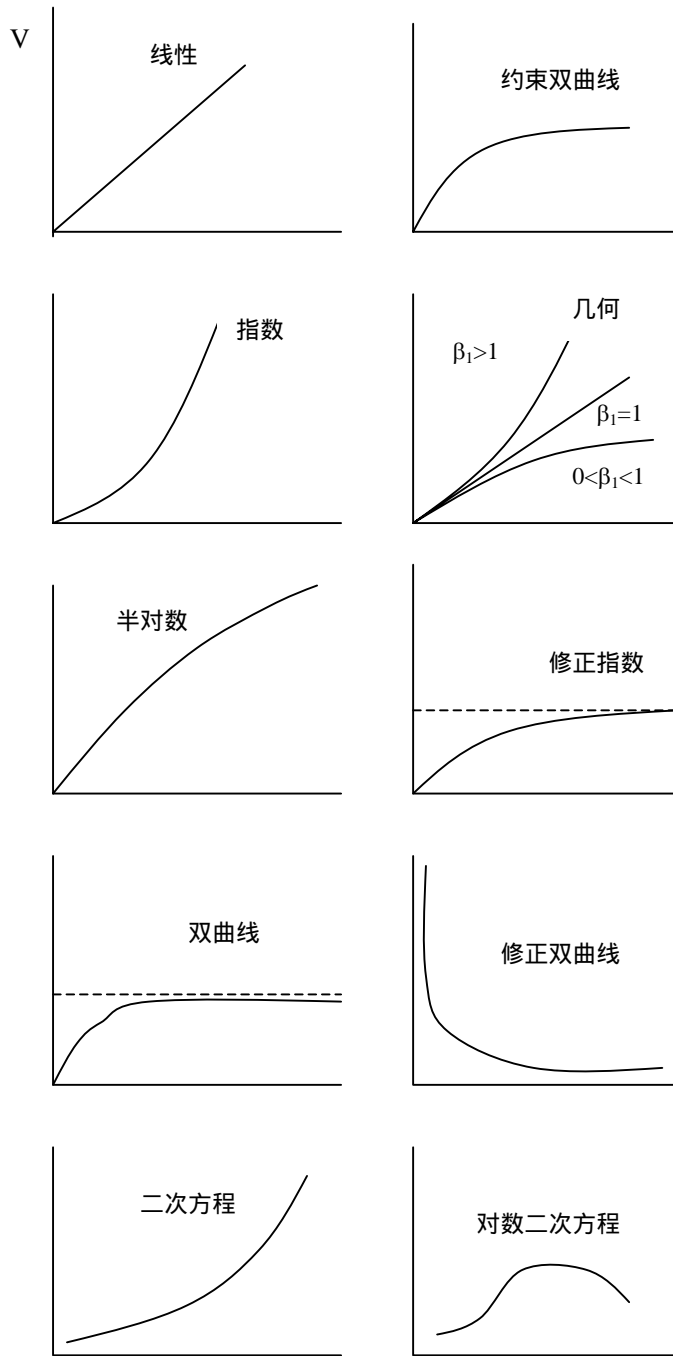 V
线性
约束双曲线
指数
几何
β₁>1
β₁=1
0<β₁<1
半对数
修正指数
双曲线
修正双曲线
二次方程
对数二次方程